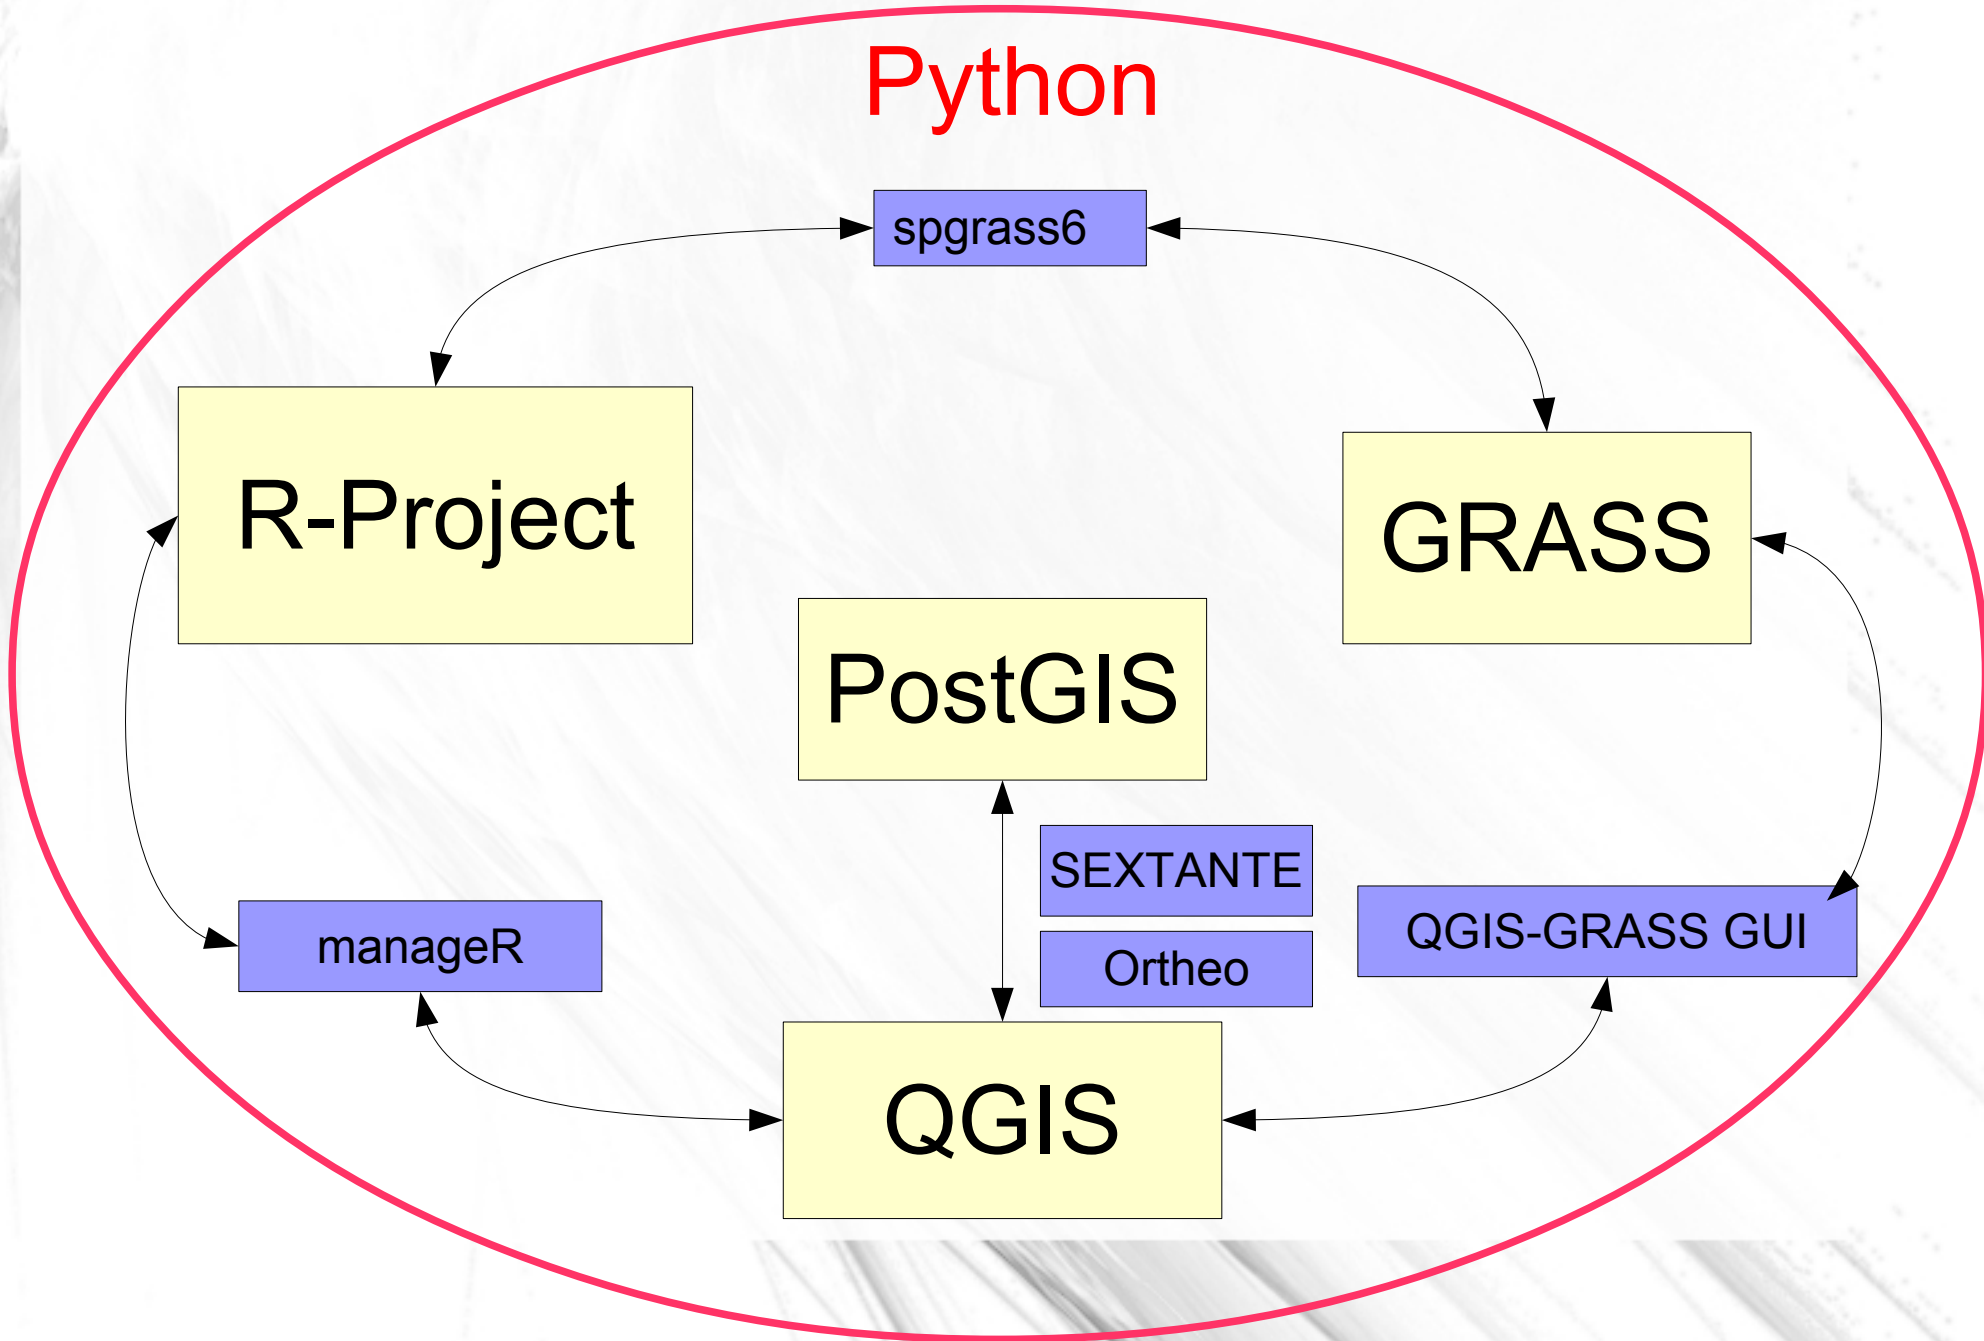 Python
spgrass6
R-Project
GRASS
PostGIS
SEXTANTE
manageR
Ortheo
QGIS-GRASS GUI
QGIS